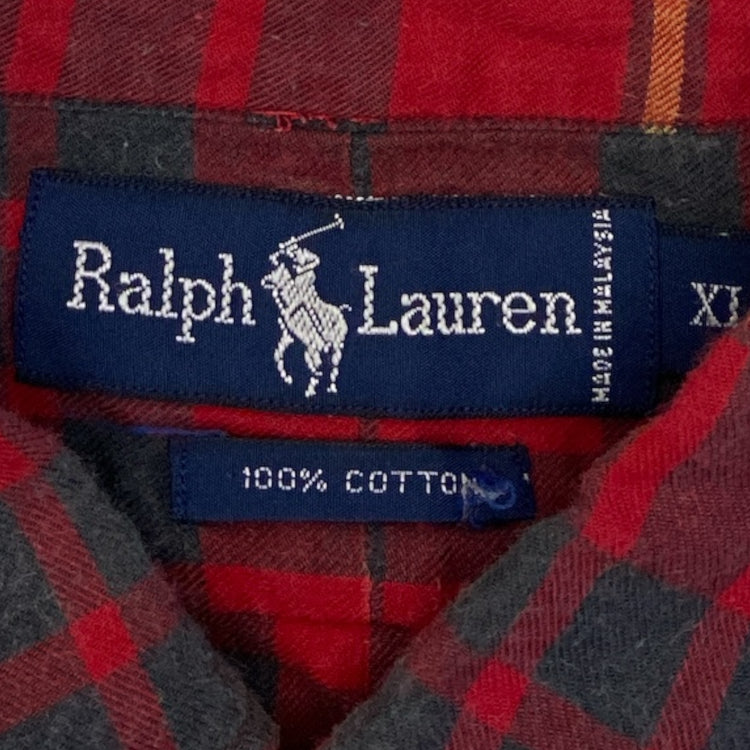 Ralph Lauren
MADE IN MALAYSIA
XL
100% COTTON